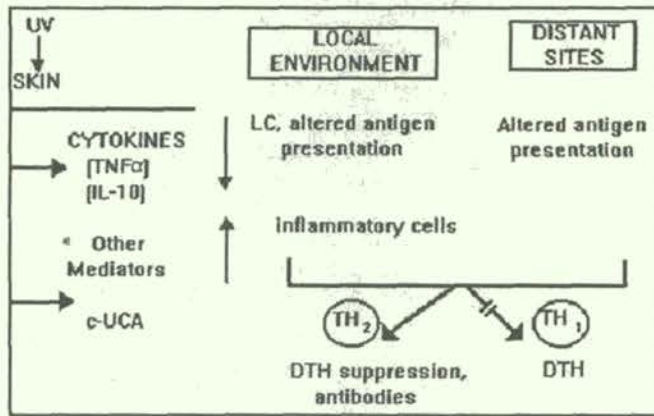 UV
SKIN
LOCAL
ENVIRONMENT
DISTANT
SITES
CYTOKINES
[TNFα]
[IL-10]
Other
Mediators
c-UCA
LC, altered antigen
presentation
Altered antigen
presentation
inflammatory cells
TH2
TH1
DTH suppression,
antibodies
DTH